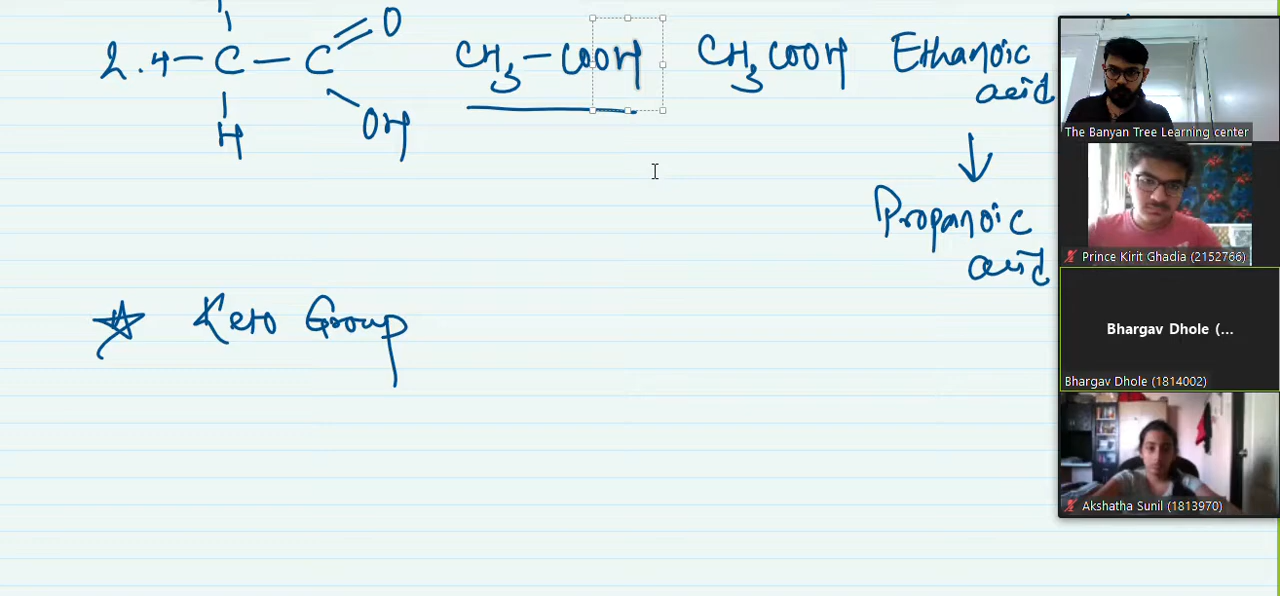 O
2. H — C — C CH3 — COOH CH3COOH Ethanoic
acid
H OH
The Banyan Tree Learning center
Propanoic
acid
Prince Kirit Ghadia (2152766)
Keto Group
Bhargav Dhole (...
Bhargav Dhole (1814002)
Akshatha Sunil (1813970)